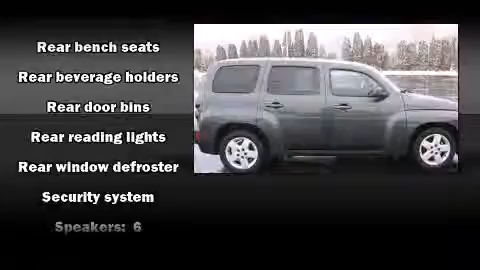 Rear bench seats
Rear beverage holders
Rear door bins
Rear reading lights
Rear window defroster
Security system
Speakers: 6